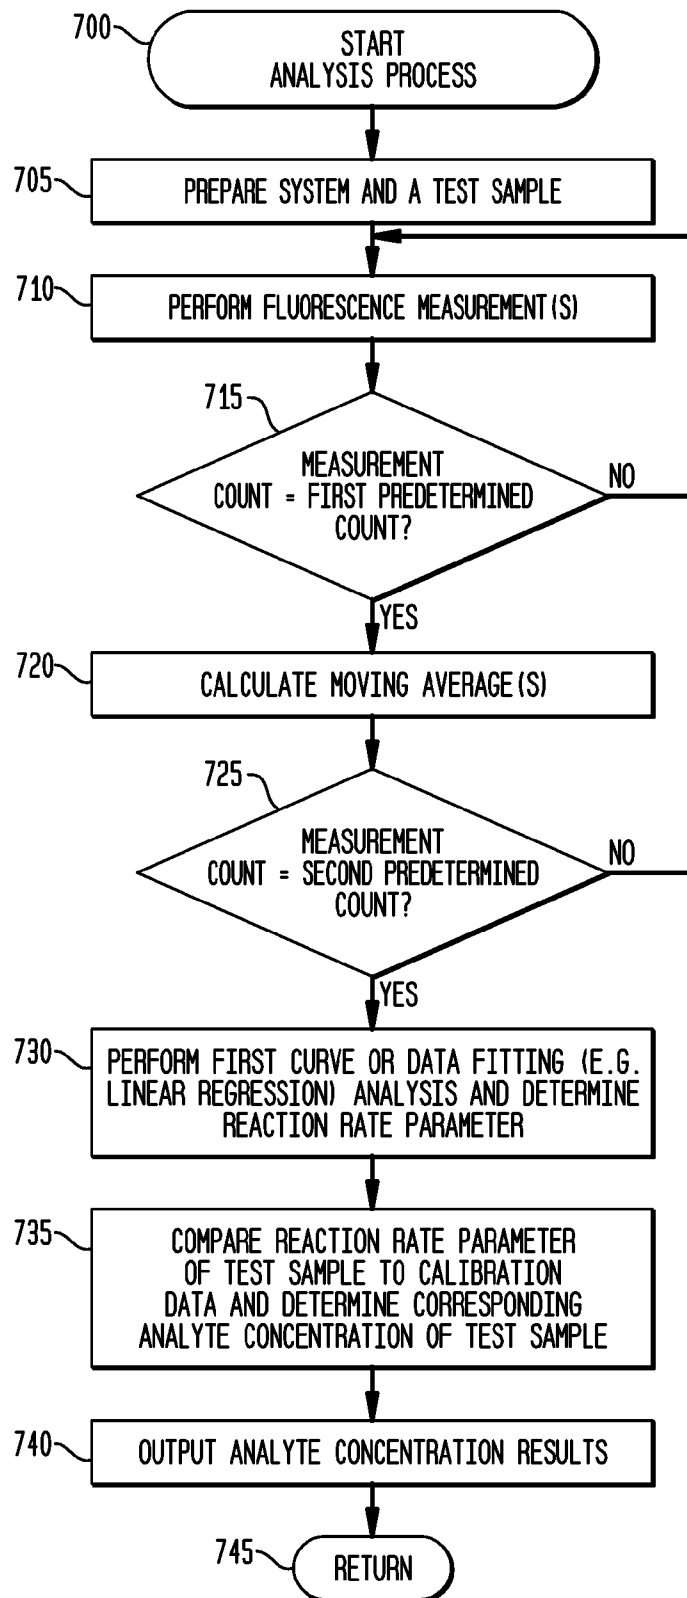 700
START
ANALYSIS PROCESS
705
PREPARE SYSTEM AND A TEST SAMPLE
710
PERFORM FLUORESCENCE MEASUREMENT(S)
715
MEASUREMENT
COUNT = FIRST PREDETERMINED
COUNT?
NO
YES
720
CALCULATE MOVING AVERAGE(S)
725
MEASUREMENT
COUNT = SECOND PREDETERMINED
COUNT?
NO
YES
730
PERFORM FIRST CURVE OR DATA FITTING (E.G.
LINEAR REGRESSION) ANALYSIS AND DETERMINE
REACTION RATE PARAMETER
735
COMPARE REACTION RATE PARAMETER
OF TEST SAMPLE TO CALIBRATION
DATA AND DETERMINE CORRESPONDING
ANALYTE CONCENTRATION OF TEST SAMPLE
740
OUTPUT ANALYTE CONCENTRATION RESULTS
745
RETURN